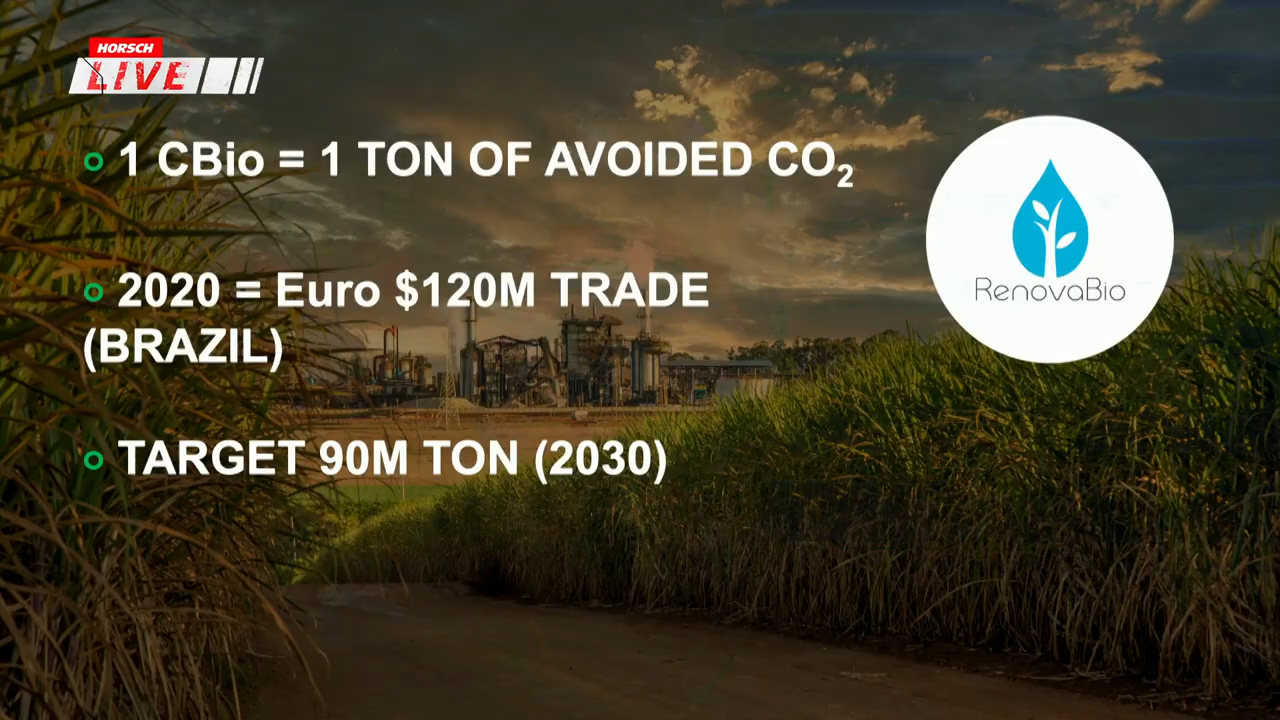 HORSCH
LIVE
1 CBio = 1 TON OF AVOIDED CO₂
RenovaBio
2020 = Euro $120M TRADE
(BRAZIL)
TARGET 90M TON (2030)